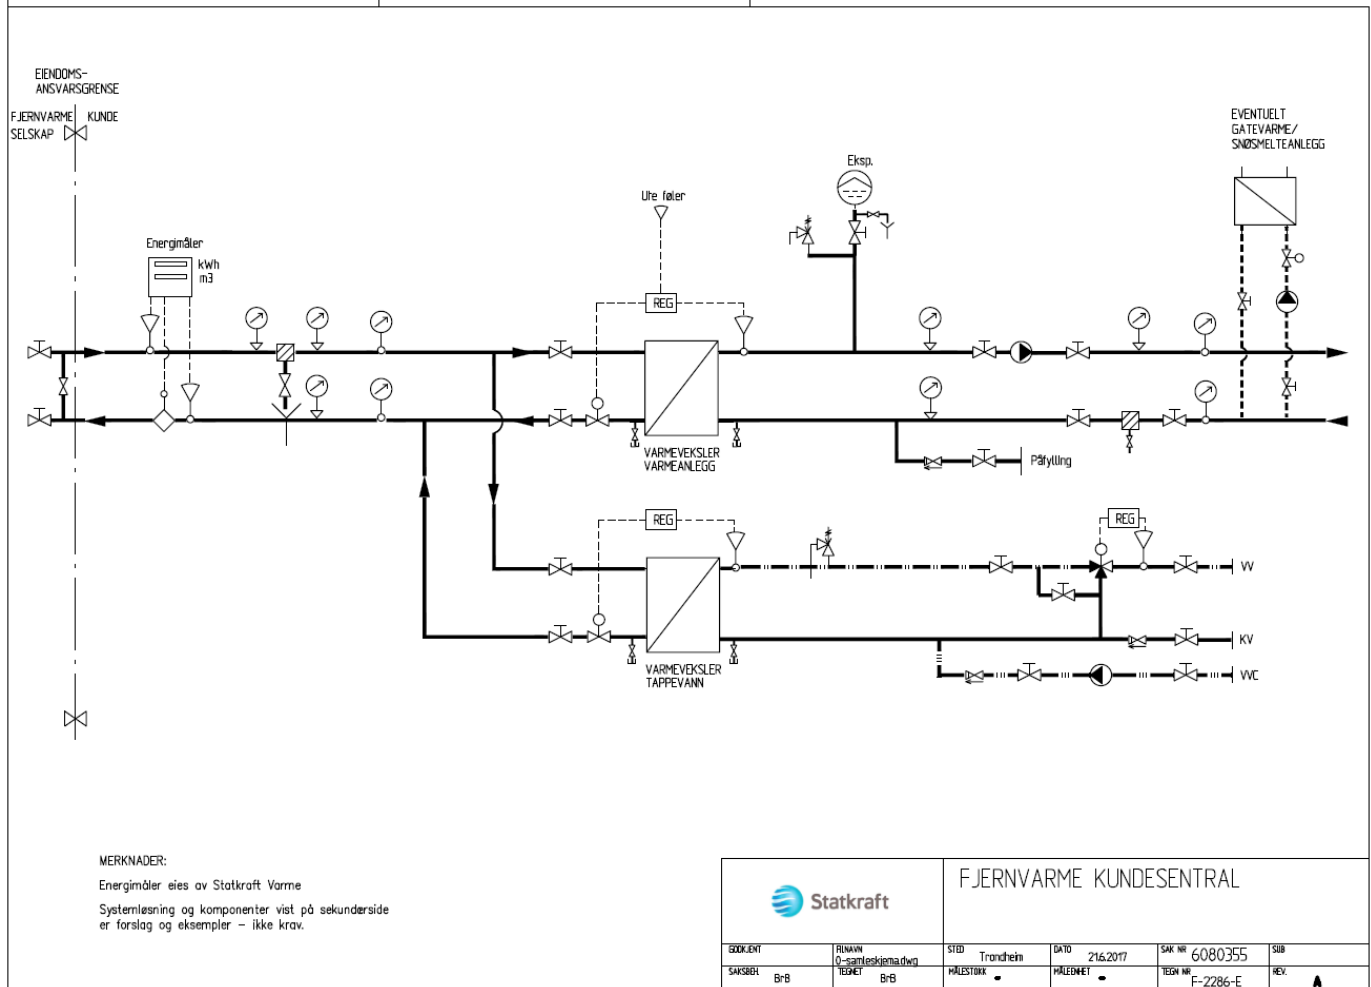 EIENDOMS-
ANSVARSGRENSE
FJERNVARME KUNDE
SELSKAP
Energimåler
kWh
m3
Ute føler
REG
Eksp.
EVENTUELT
GATEVARME/
SNØSMELTEANLEGG
VARMEVEKSLER
VARMEANLEGG
Påfylling
REG
REG
VV
KV
VVC
VARMEVEKSLER
TAPPEVANN
MERKNADER:
Energimåler eies av Statkraft Varme
Systemløsning og komponenter vist på sekundærside
er forslag og eksempler - ikke krav.
Statkraft
FJERNVARME KUNDESENTRAL
GODKJENT
FILNAVN
0-samleskjema.dwg
STED
Trondheim
DATO
21.6.2017
SAK NR 6080355
SUB
SAKSBEH.
BrB
TEGNET
BrB
MÅLESTOKK
-
MÅLEENHET
-
TEGN NR
F-2286-E
REV.